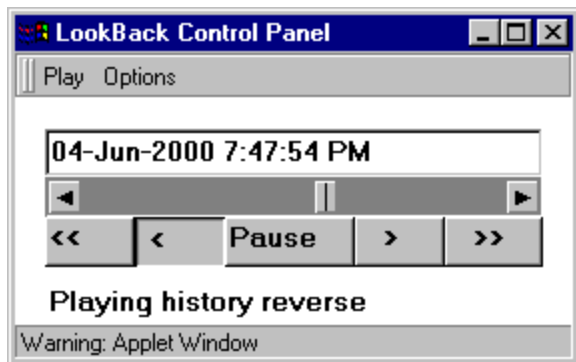 LookBack Control Panel
Play Options
04-Jun-2000 7:47:54 PM
<< < Pause > >>
Playing history reverse
Warning: Applet Window